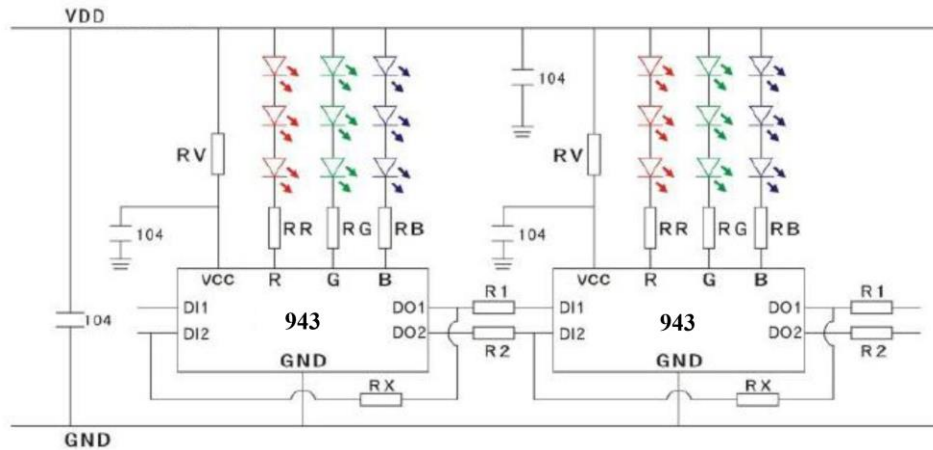 VDD
104
RV
RV
104
RR
RG
RB
104
RR
RG
RB
VCC
R
G
B
VCC
R
G
B
104
DI1
943
DO1
R1
DI1
943
DO1
R1
DI2
DO2
R2
DI2
DO2
R2
GND
GND
RX
RX
GND
104